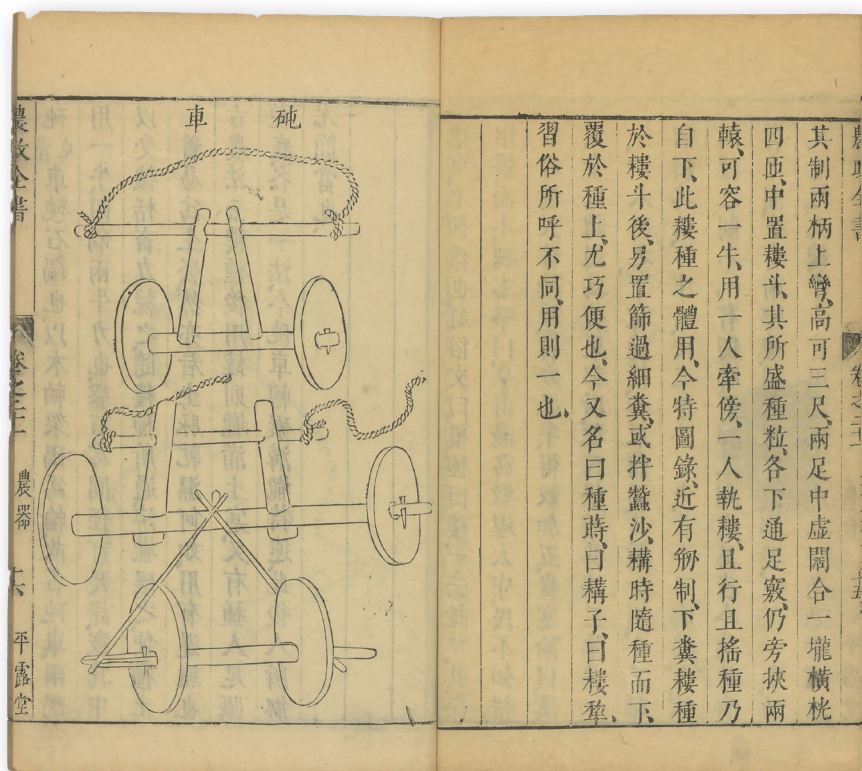 其制兩柄上彎、高可三尺、兩足中虛闊合一壠橫桄
四匝、中置耬斗、其所盛種粒、各下通足竅、仍旁挾兩
轅、可容一牛、用一人牽傍、一人執耬、且行且搖種乃
自下、此耬種之體用、今特圖錄、近有剏制、下糞耬種
於耬斗後、另置篩過細糞、或拌蠶沙、耩時隨種而下、
覆於種上、尤巧便也、今又名曰種蒔、曰耩子、曰耬犂、
習俗所呼不同、用則一也、
砘車
農政全書 卷之二十一 農器 十六 平露堂